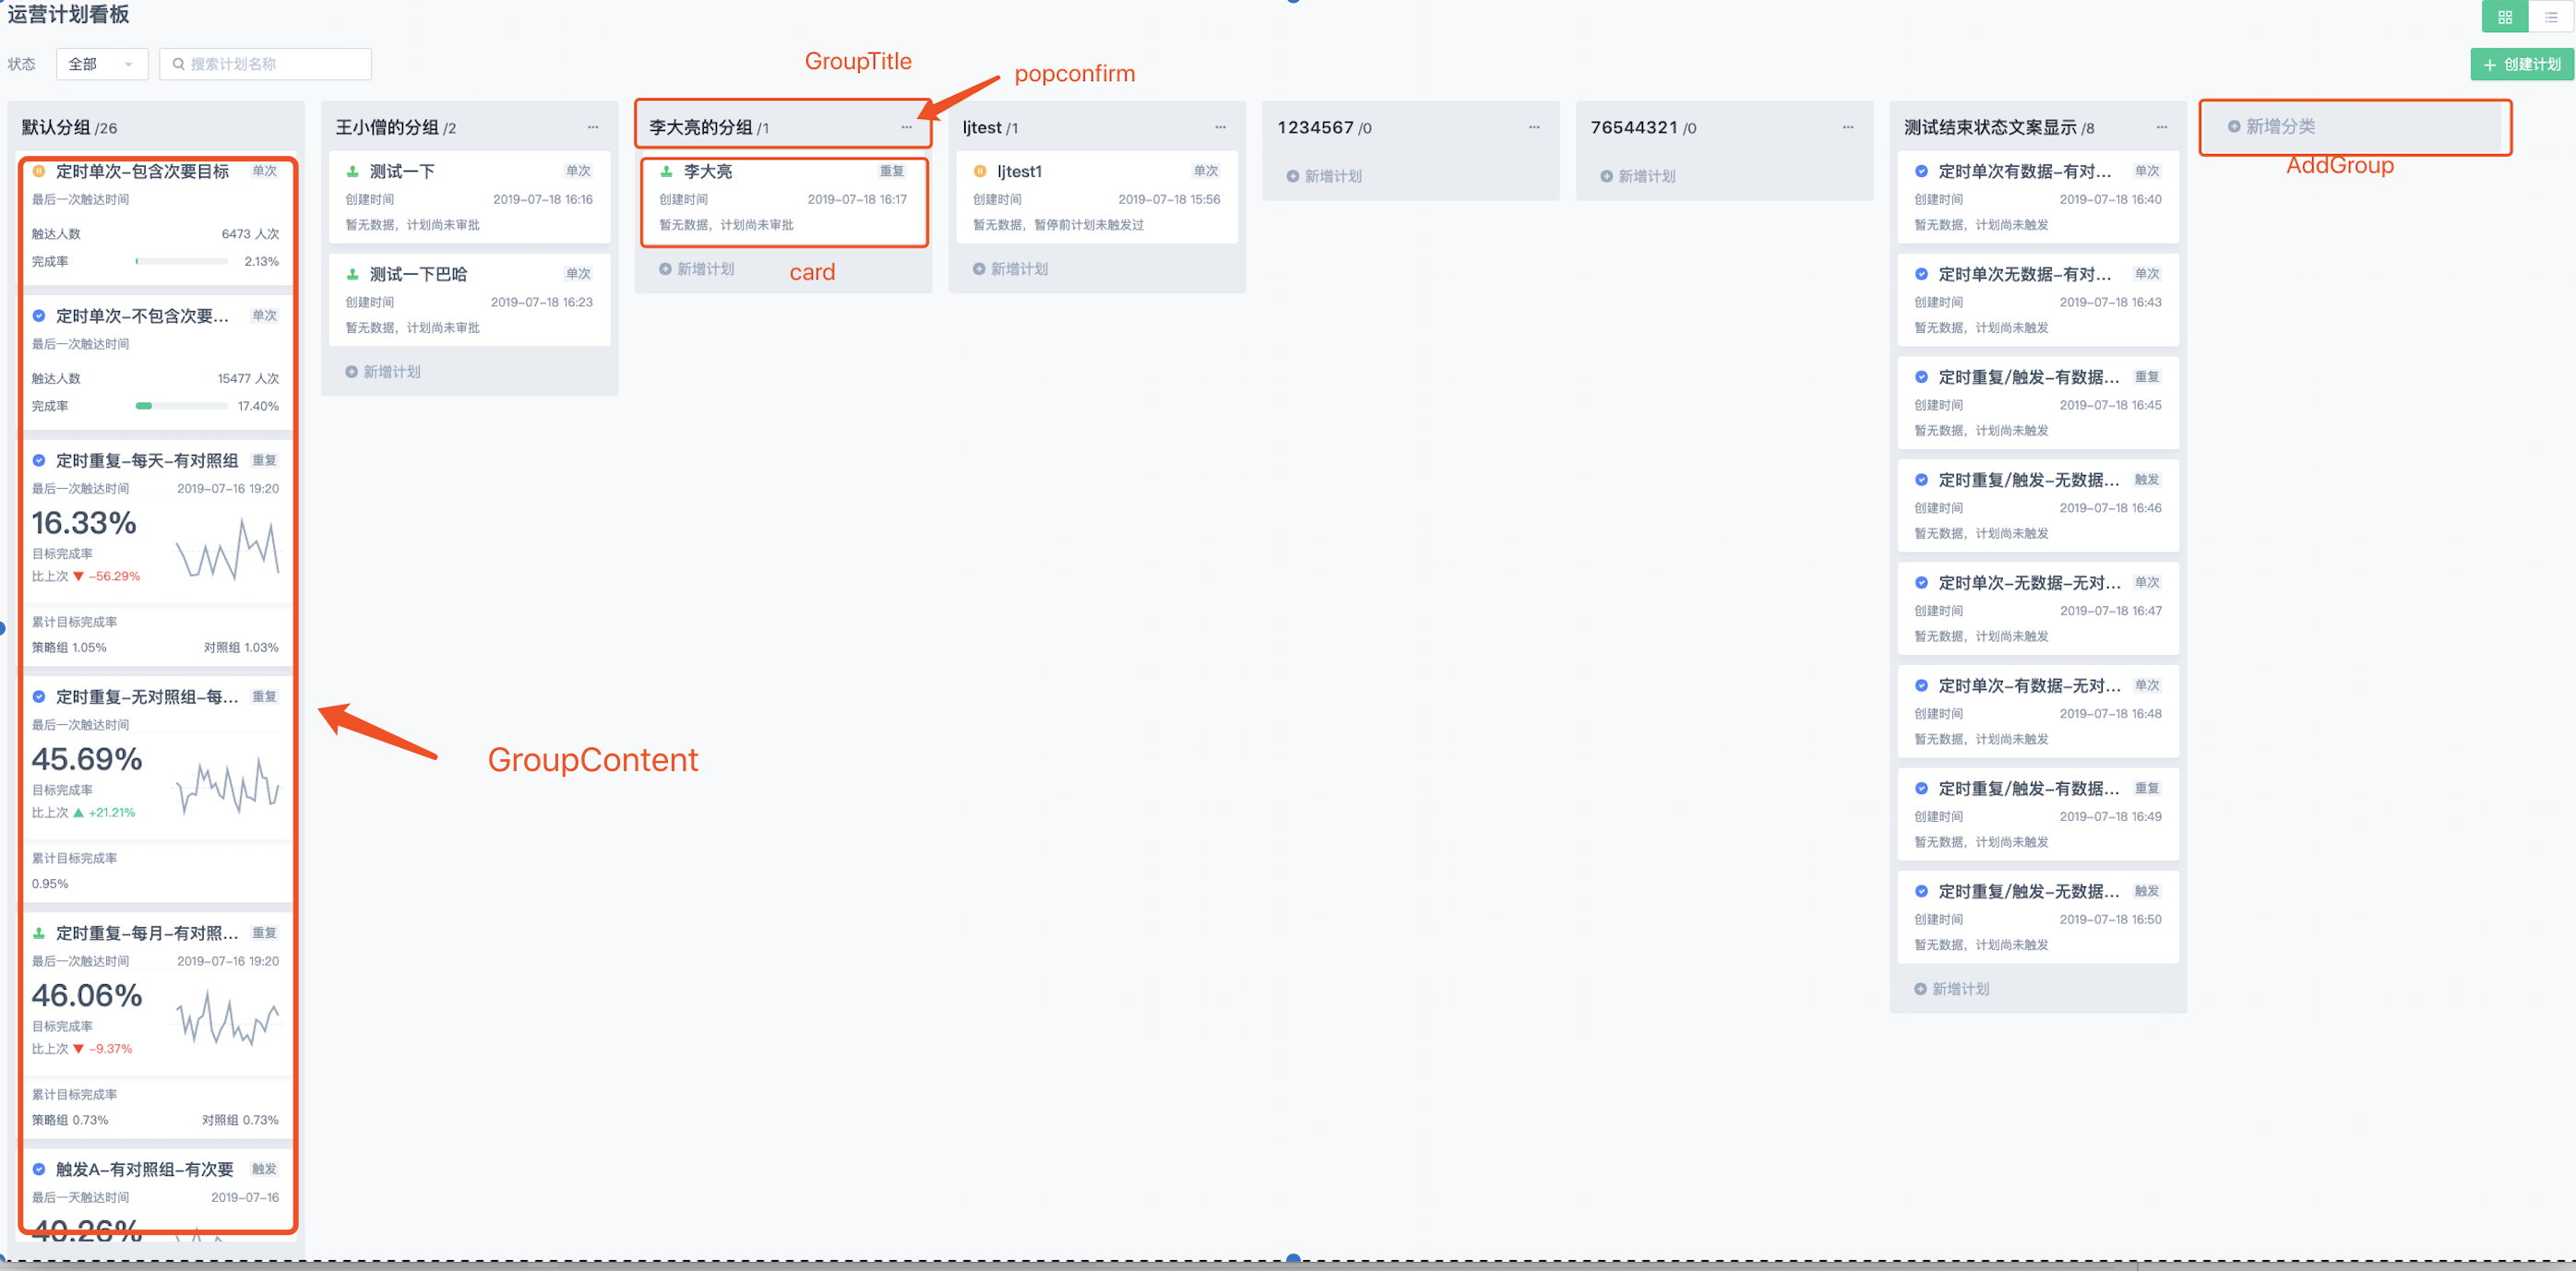 运营计划看板
状态 全部 搜索计划名称
创建计划
GroupTitle
popconfirm
默认分组 /26
定时单次-包含次要目标 单次
最后一次触达时间
触达人数 6473 人次
完成率 2.13%
定时单次-不包含次要... 单次
最后一次触达时间
触达人数 15477 人次
完成率 17.40%
定时重复-每天-有对照组 重复
最后一次触达时间 2019-07-16 19:20
16.33%
目标完成率
比上次 -56.29%
累计目标完成率
策略组 1.05% 对照组 1.03%
定时重复-无对照组-每... 重复
最后一次触达时间
45.69%
目标完成率
比上次 +21.21%
累计目标完成率
0.95%
定时重复-每月-有对照... 重复
最后一次触达时间 2019-07-16 19:20
46.06%
目标完成率
比上次 -9.37%
累计目标完成率
策略组 0.73% 对照组 0.73%
触发A-有对照组-有次要 触发
最后一天触达时间 2019-07-16
40.26%
GroupContent
王小僧的分组 /2 ...
测试一下 单次
创建时间 2019-07-18 16:16
暂无数据，计划尚未审批
测试一下巴哈 单次
创建时间 2019-07-18 16:23
暂无数据，计划尚未审批
新增计划
李大亮的分组 /1 ...
李大亮 重复
创建时间 2019-07-18 16:17
暂无数据，计划尚未审批
新增计划
card
ljtest /1 ...
ljtest1 单次
创建时间 2019-07-18 15:56
暂无数据，暂停前计划未触发过
新增计划
1234567 /0 ...
新增计划
76544321 /0 ...
新增计划
测试结束状态文案显示 /8 ...
定时单次有数据-有对... 单次
创建时间 2019-07-18 16:40
暂无数据，计划尚未触发
定时单次无数据-有对... 单次
创建时间 2019-07-18 16:43
暂无数据，计划尚未触发
定时重复/触发-有数据... 重复
创建时间 2019-07-18 16:45
暂无数据，计划尚未触发
定时重复/触发-无数据... 触发
创建时间 2019-07-18 16:46
暂无数据，计划尚未触发
定时单次-无数据-无对... 单次
创建时间 2019-07-18 16:47
暂无数据，计划尚未触发
定时单次-有数据-无对... 单次
创建时间 2019-07-18 16:48
暂无数据，计划尚未触发
定时重复/触发-有数据... 重复
创建时间 2019-07-18 16:49
暂无数据，计划尚未触发
定时重复/触发-无数据... 触发
创建时间 2019-07-18 16:50
暂无数据，计划尚未触发
新增计划
新增分类
AddGroup